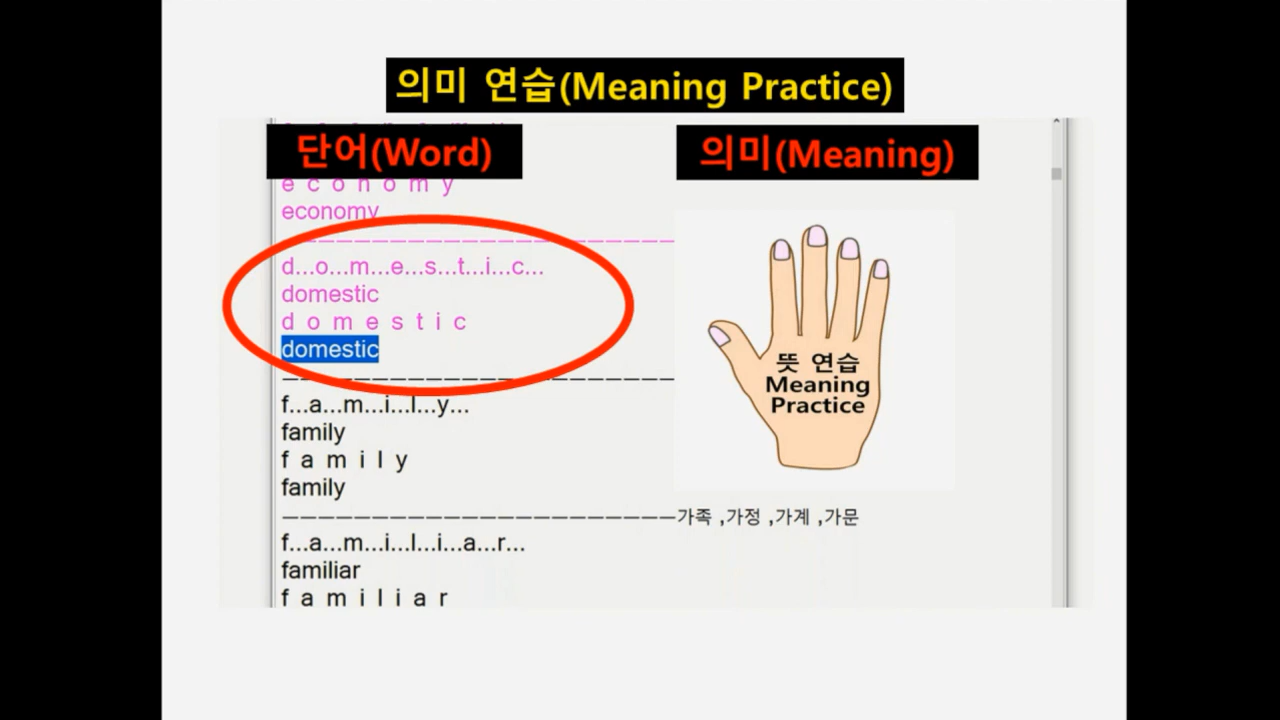 의미 연습(Meaning Practice)
단어(Word)
의미(Meaning)
e c o n o m y
economy
d...o...m...e...s...t...i...c...
domestic
d o m e s t i c
domestic
f...a...m...i...l...y...
family
f a m i l y
family
뜻 연습
Meaning
Practice
——————————————————————가족 ,가정 ,가계 ,가문
f...a...m...i...l...i...a...r...
familiar
f a m i l i a r